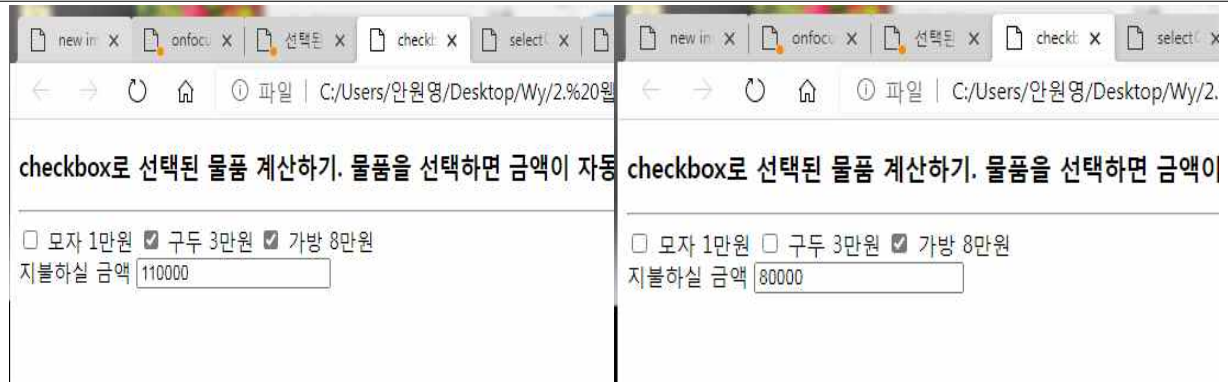 new in
onfocu
선택된
checkb
select
파일 | C:/Users/안원영/Desktop/Wy/2.%20웹
checkbox로 선택된 물품 계산하기. 물품을 선택하면 금액이 자동
모자 1만원 구두 3만원 가방 8만원
지불하실 금액 110000
new in
onfocu
선택된
checkb
select
파일 | C:/Users/안원영/Desktop/Wy/2.
checkbox로 선택된 물품 계산하기. 물품을 선택하면 금액이
모자 1만원 구두 3만원 가방 8만원
지불하실 금액 80000